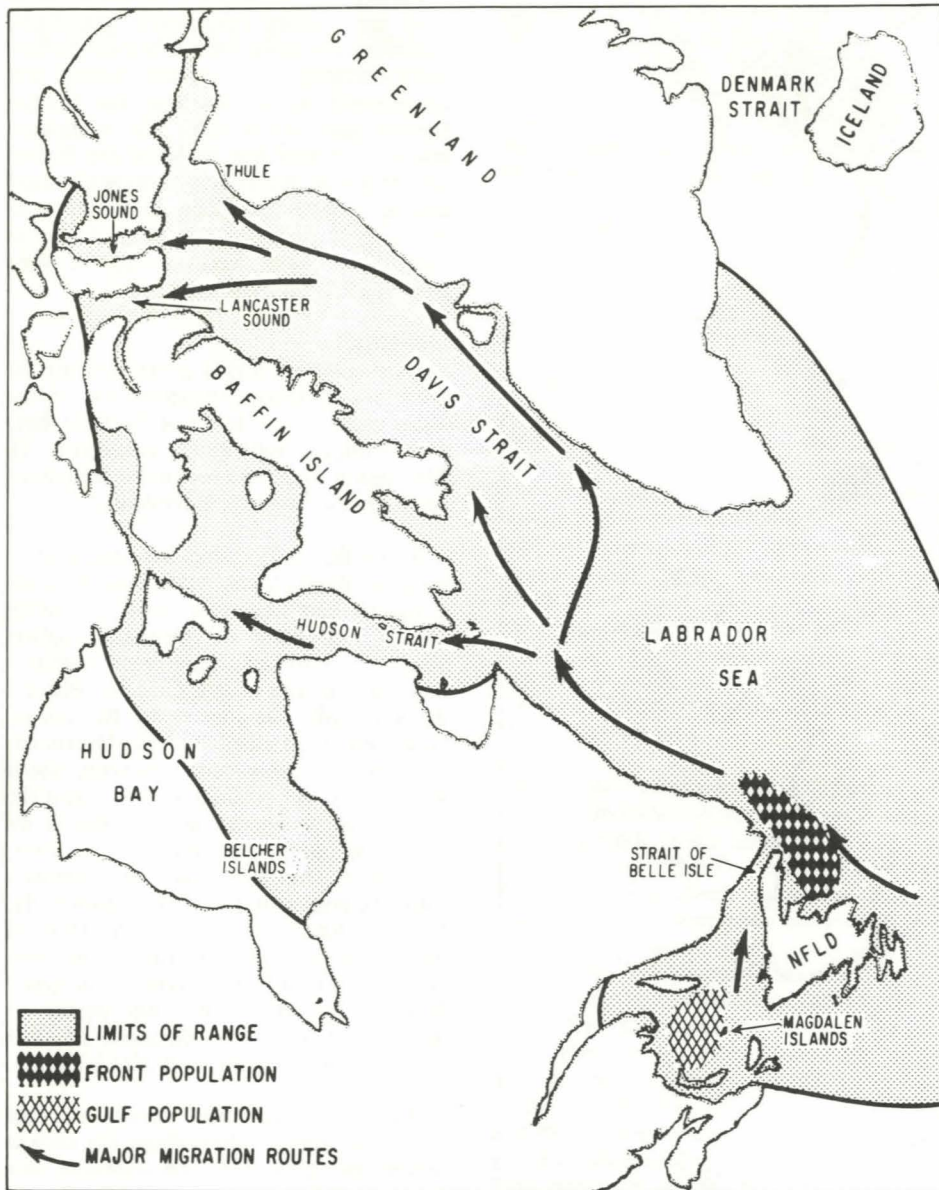 GREENLAND
DENMARK
STRAIT
ICELAND
THULE
JONES
SOUND
LANCASTER
SOUND
BAFFIN ISLAND
DAVIS STRAIT
HUDSON STRAIT
LABRADOR
SEA
HUDSON
BAY
BELCHER
ISLANDS
STRAIT OF
BELLE ISLE
NFLD
MAGDALEN
ISLANDS
LIMITS OF RANGE
FRONT POPULATION
GULF POPULATION
MAJOR MIGRATION ROUTES